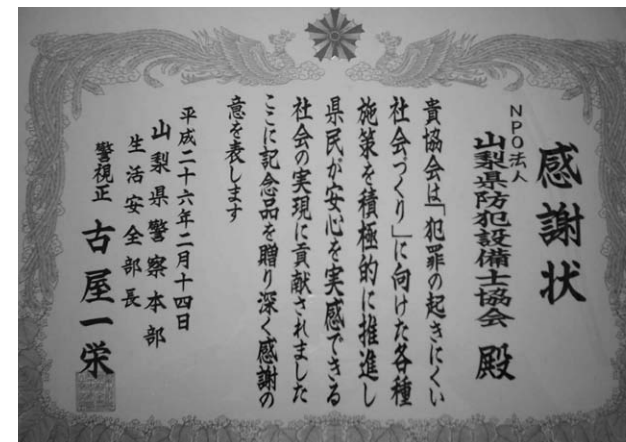 感謝状
NPO法人
山梨県防犯設備士協会 殿
貴協会は「犯罪の起きにくい
社会づくり」に向けた各種
施策を積極的に推進し
県民が安心を実感できる
社会の実現に貢献されました
ここに記念品を贈り深く感謝の
意を表します
平成二十六年二月十四日
山梨県警察本部
生活安全部長
警視正 古屋一栄